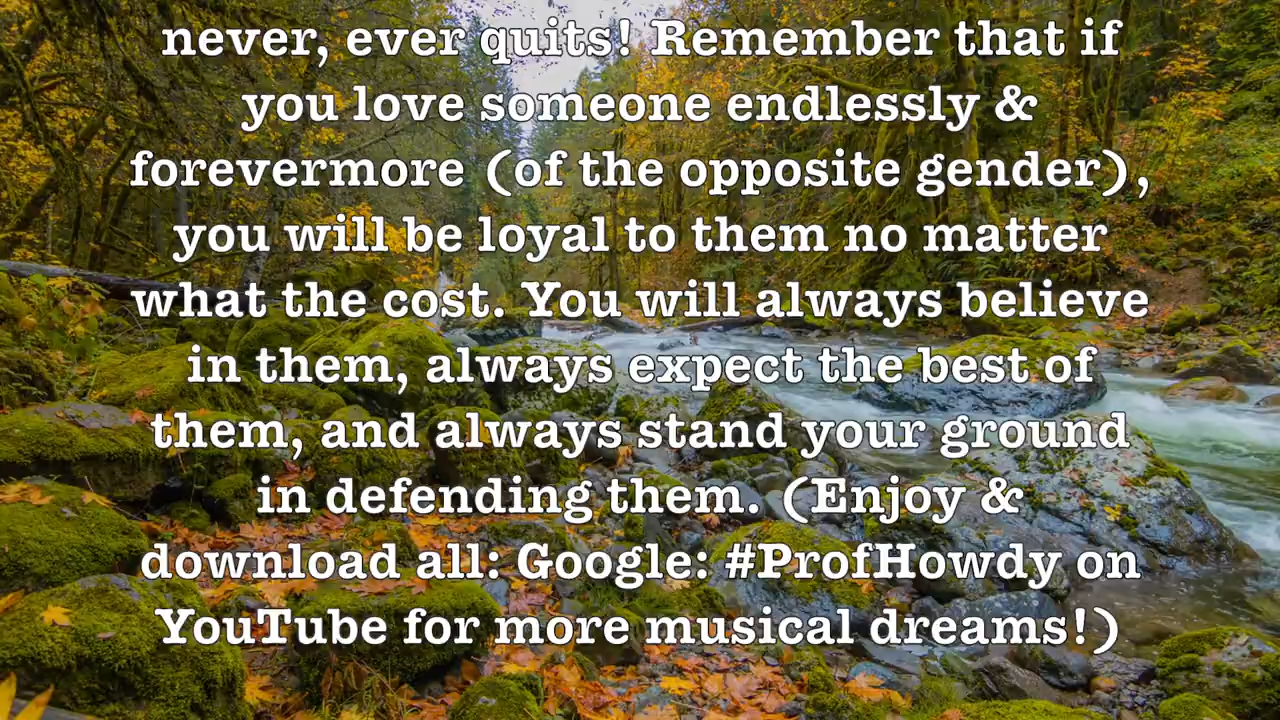 never, ever quits! Remember that if
you love someone endlessly &
forevermore (of the opposite gender),
you will be loyal to them no matter
what the cost. You will always believe
in them, always expect the best of
them, and always stand your ground
in defending them. (Enjoy &
download all: Google: #ProfHowdy on
YouTube for more musical dreams!)